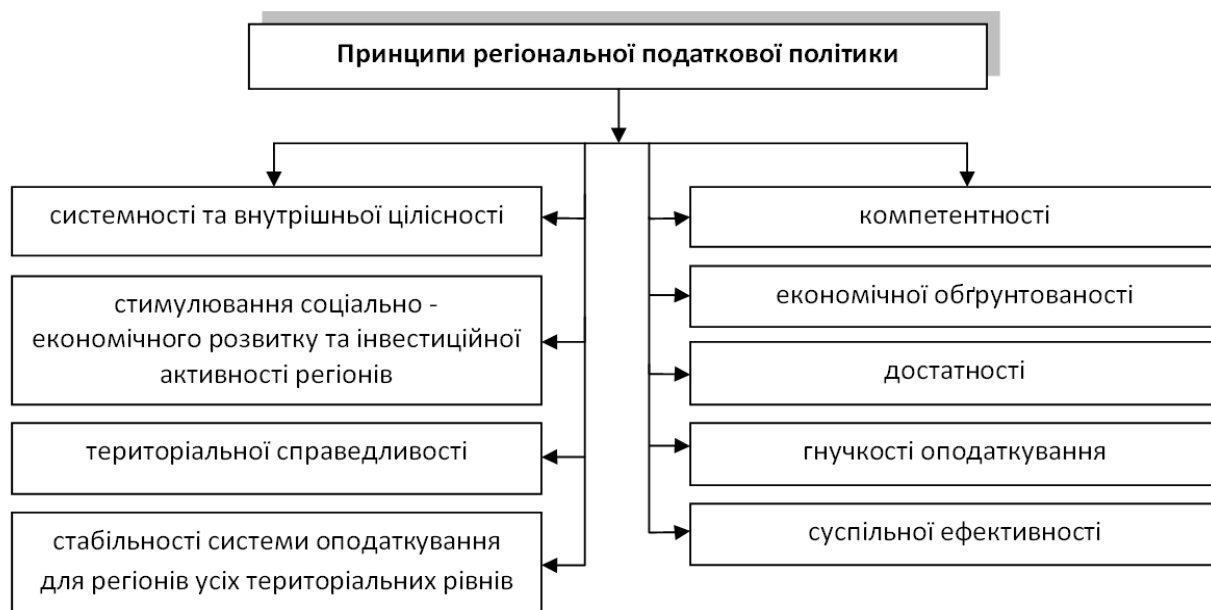 Принципи регіональної податкової політики
системності та внутрішньої цілісності
стимулювання соціально -
економічного розвитку та інвестиційної
активності регіонів
територіальної справедливості
стабільності системи оподаткування
для регіонів усіх територіальних рівнів
компетентності
економічної обґрунтованості
достатності
гнучкості оподаткування
суспільної ефективності